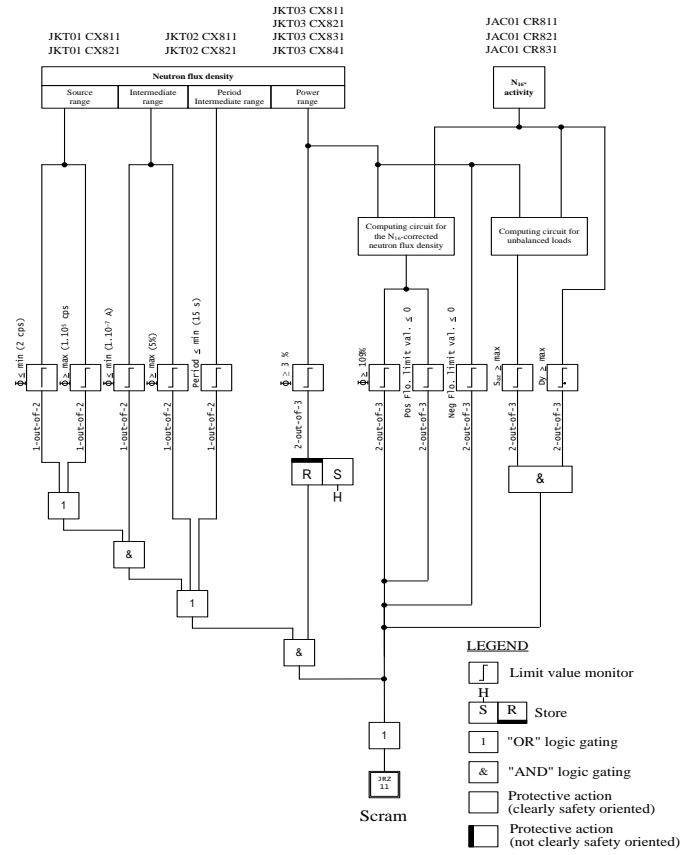 JKT03 CX811
JKT03 CX821
JKT03 CX831
JKT03 CX841
JKT01 CX811
JKT01 CX821
JKT02 CX811
JKT02 CX821
JAC01 CR811
JAC01 CR821
JAC01 CR831
Neutron flux density
Source range
Intermediate range
Period Intermediate range
Power range
N₁₆- activity
Computing circuit for the N₁₆-corrected neutron flux density
Computing circuit for unbalanced loads
Φ ≤ min (2 cps)
Φ ≥ max (1.10⁵ cps)
Φ ≤ min (1.10⁻⁷ A)
Φ ≥ max (5%)
Period ≤ min (15 s)
Φ ≥ 3 %
Φ ≥ 109%
Pos Flo. limit val. ≤ 0
Neg Flo. limit val. ≤ 0
≥ max
Dy ≥ max
1-out-of-2
1-out-of-2
1-out-of-2
1-out-of-2
1-out-of-2
2-out-of-3
2-out-of-3
2-out-of-3
2-out-of-3
2-out-of-3
2-out-of-3
R S
H
&
1
&
1
&
1
JRZ
11
Scram
LEGEND
Limit value monitor
H
S R Store
1 "OR" logic gating
& "AND" logic gating
Protective action
(clearly safety oriented)
Protective action
(not clearly safety oriented)